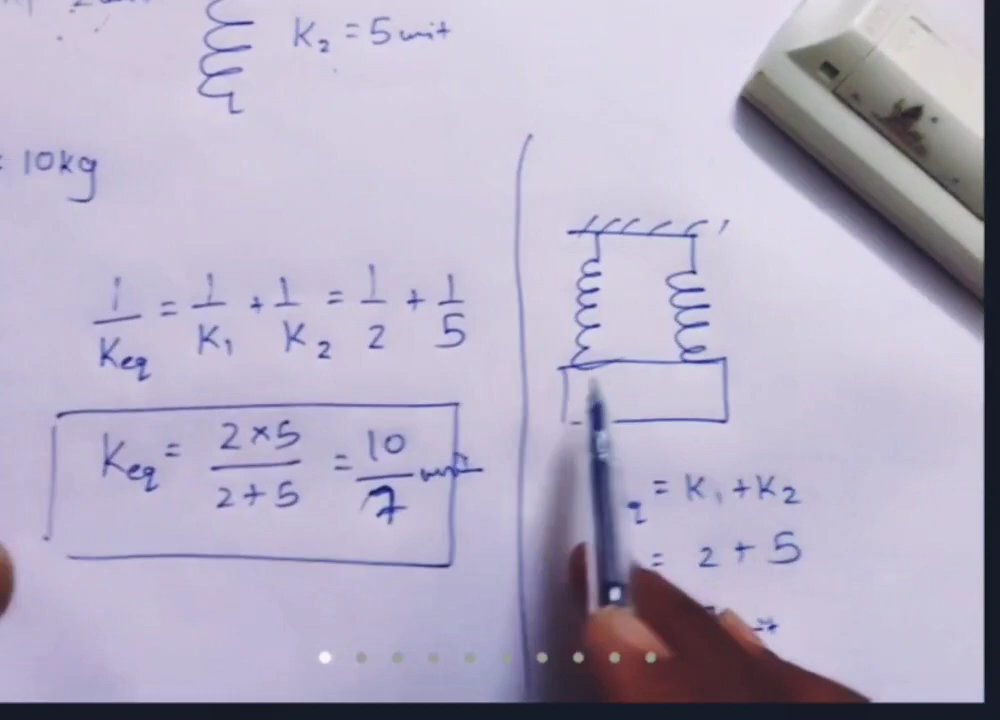 K₂ = 5 unit
10kg
1/Keq = 1/K₁ + 1/K₂ = 1/2 + 1/5
Keq = 2×5/2+5 = 10/7 unit
q = K₁ + K₂
= 2 + 5